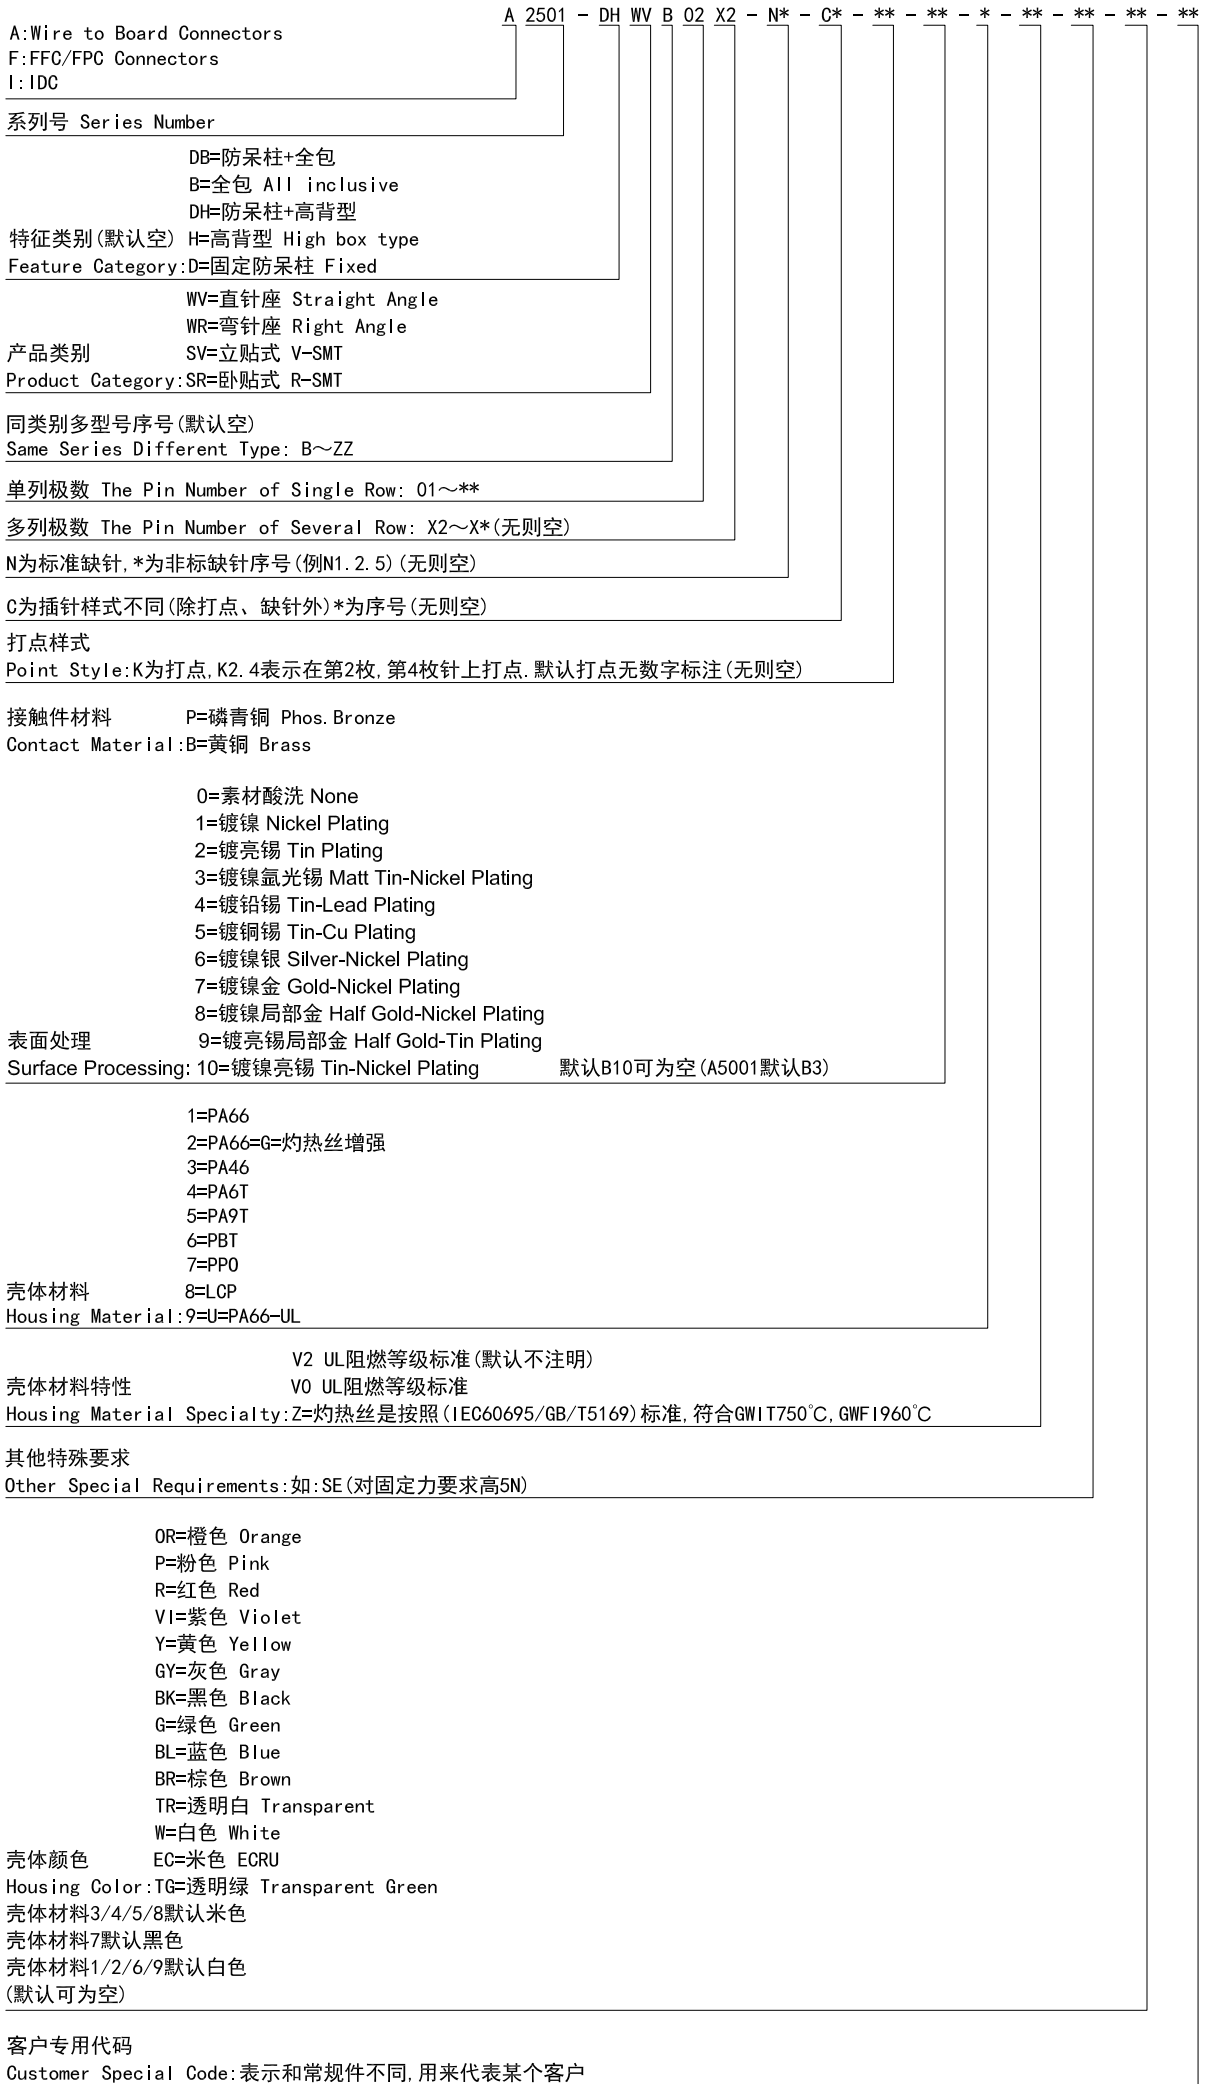 A 2501 - DH WV B 02 X2 - N* - C* - ** - ** - * - ** - ** - ** - **
A:Wire to Board Connectors
F:FFC/FPC Connectors
I:IDC
系列号 Series Number
DB=防呆柱+全包
B=全包 All inclusive
DH=防呆柱+高背型
特征类别(默认空) H=高背型 High box type
Feature Category:D=固定防呆柱 Fixed
WV=直针座 Straight Angle
WR=弯针座 Right Angle
产品类别 SV=立贴式 V-SMT
Product Category:SR=卧贴式 R-SMT
同类别多型号序号(默认空)
Same Series Different Type: B～ZZ
单列极数 The Pin Number of Single Row: 01～**
多列极数 The Pin Number of Several Row: X2～X*(无则空)
N为标准缺针,*为非标缺针序号(例N1.2.5)(无则空)
C为插针样式不同(除打点、缺针外)*为序号(无则空)
打点样式
Point Style:K为打点,K2.4表示在第2枚,第4枚针上打点.默认打点无数字标注(无则空)
接触件材料 P=磷青铜 Phos.Bronze
Contact Material:B=黄铜 Brass
0=素材酸洗 None
1=镀镍 Nickel Plating
2=镀亮锡 Tin Plating
3=镀镍氩光锡 Matt Tin-Nickel Plating
4=镀铅锡 Tin-Lead Plating
5=镀铜锡 Tin-Cu Plating
6=镀镍银 Silver-Nickel Plating
7=镀镍金 Gold-Nickel Plating
8=镀镍局部金 Half Gold-Nickel Plating
表面处理 9=镀亮锡局部金 Half Gold-Tin Plating
Surface Processing: 10=镀镍亮锡 Tin-Nickel Plating 默认B10可为空(A5001默认B3)
1=PA66
2=PA66=G=灼热丝增强
3=PA46
4=PA6T
5=PA9T
6=PBT
7=PPO
壳体材料 8=LCP
Housing Material:9=U=PA66-UL
V2 UL阻燃等级标准(默认不注明)
壳体材料特性 V0 UL阻燃等级标准
Housing Material Specialty:Z=灼热丝是按照(IEC60695/GB/T5169)标准,符合GWIT750℃,GWFI960℃
其他特殊要求
Other Special Requirements:如:SE(对固定力要求高5N)
OR=橙色 Orange
P=粉色 Pink
R=红色 Red
VI=紫色 Violet
Y=黄色 Yellow
GY=灰色 Gray
BK=黑色 Black
G=绿色 Green
BL=蓝色 Blue
BR=棕色 Brown
TR=透明白 Transparent
W=白色 White
壳体颜色 EC=米色 ECRU
Housing Color:TG=透明绿 Transparent Green
壳体材料3/4/5/8默认米色
壳体材料7默认黑色
壳体材料1/2/6/9默认白色
(默认可为空)
客户专用代码
Customer Special Code:表示和常规件不同,用来代表某个客户